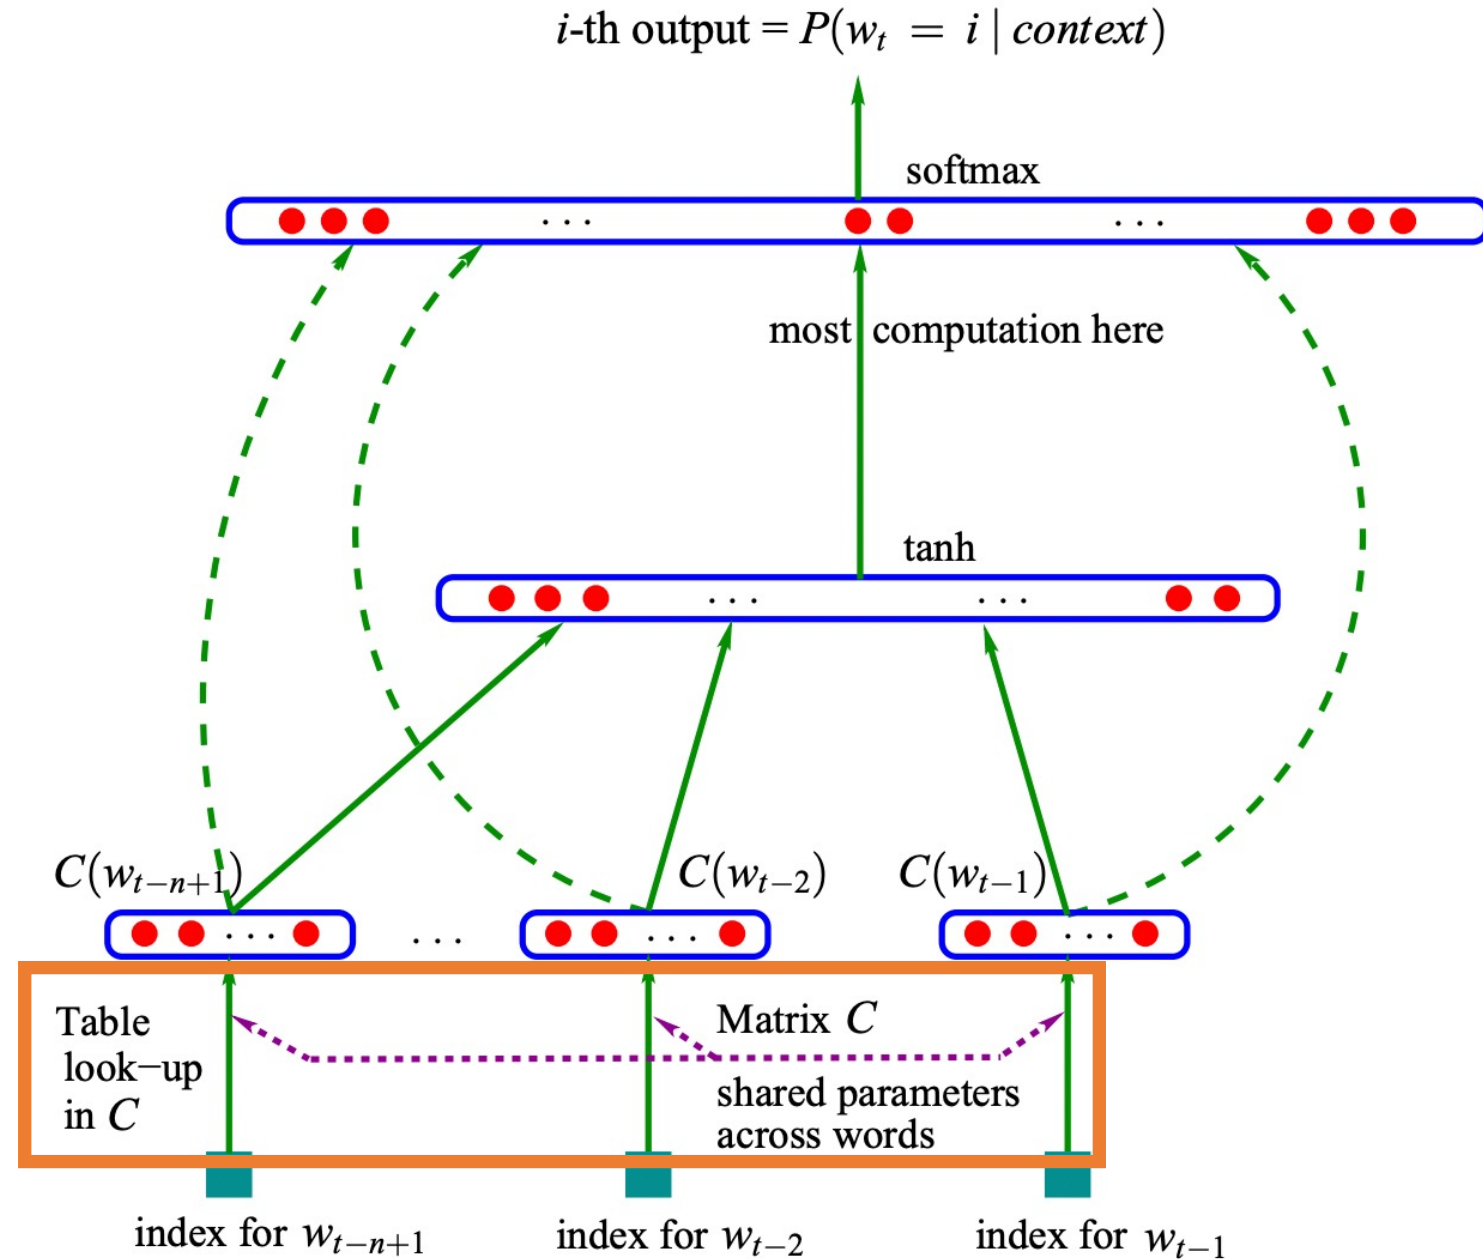 i-th output = P(w_t = i | context)
softmax
. . .
. . .
most computation here
tanh
. . .
. . .
C(w_{t−n+1})
C(w_{t−2})
C(w_{t−1})
. . .
. . .
. . .
. . .
Table
look−up
in C
Matrix C
shared parameters
across words
index for w_{t−n+1}
index for w_{t−2}
index for w_{t−1}